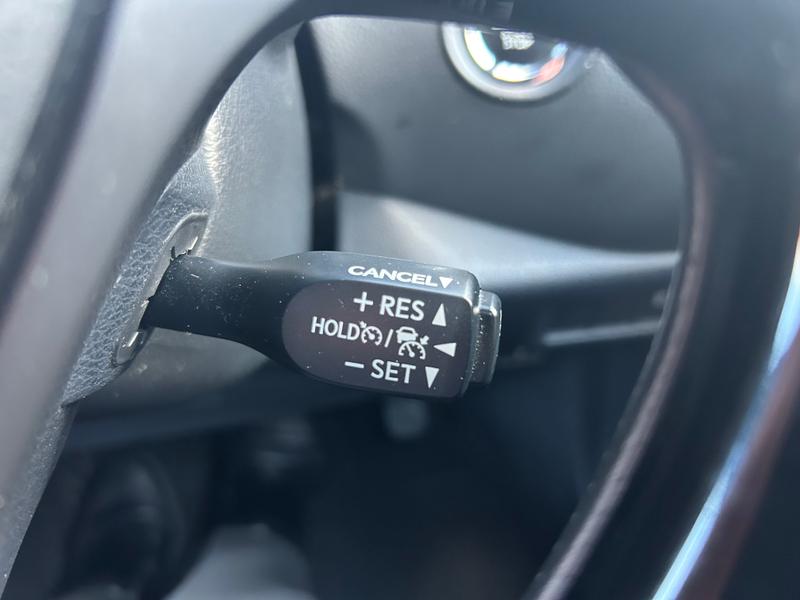 CANCEL▼
+ RES ▲
HOLD / ◀
− SET ▼